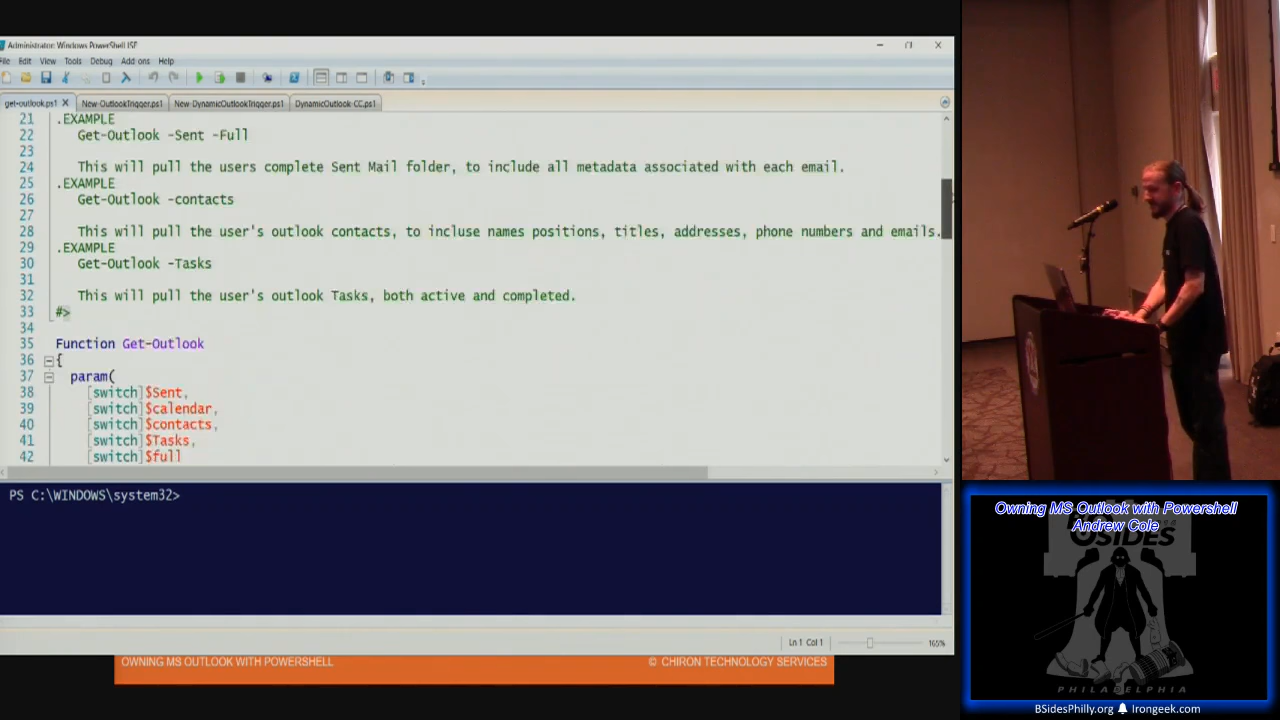 Administrator: Windows PowerShell ISE
File Edit View Tools Debug Add-ons Help
get-outlook.ps1 New-OutlookTrigger.ps1 New-DynamicOutlookTrigger.ps1 DynamicOutlook-CC.ps1
21 .EXAMPLE
22 Get-Outlook -Sent -Full
23
24 This will pull the users complete Sent Mail folder, to include all metadata associated with each email.
25 .EXAMPLE
26 Get-Outlook -contacts
27
28 This will pull the user's outlook contacts, to incluse names positions, titles, addresses, phone numbers and emails.
29 .EXAMPLE
30 Get-Outlook -Tasks
31
32 This will pull the user's outlook Tasks, both active and completed.
33 #>
34
35 Function Get-Outlook
36 {
37 param(
38 [switch]$Sent,
39 [switch]$calendar,
40 [switch]$contacts,
41 [switch]$Tasks,
42 [switch]$full
PS C:\WINDOWS\system32>
Ln 1 Col 1 165%
OWNING MS OUTLOOK WITH POWERSHELL © CHIRON TECHNOLOGY SERVICES
Owning MS Outlook with Powershell
Andrew Cole
SIDES
PHILADELPHIA
BSidesPhilly.org Irongeek.com